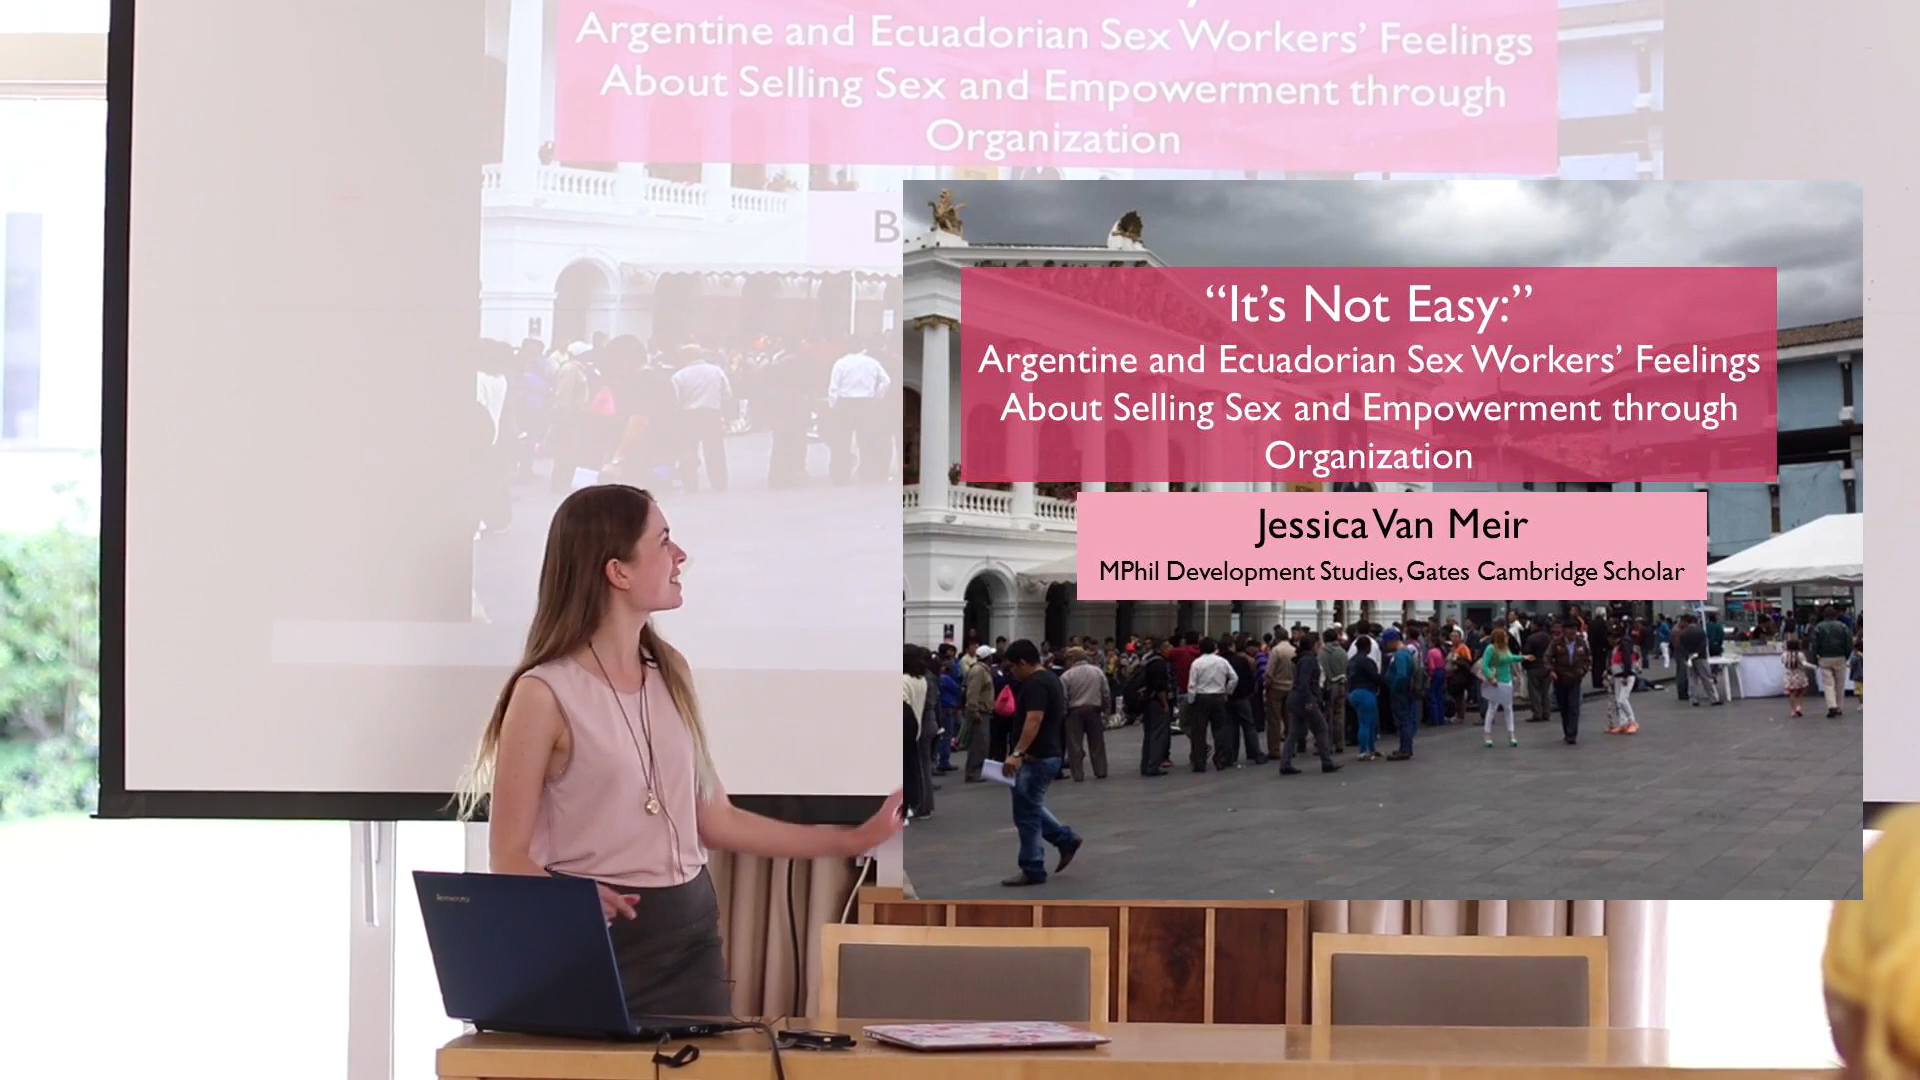 Argentine and Ecuadorian Sex Workers' Feelings
About Selling Sex and Empowerment through
Organization
B
"It's Not Easy:"
Argentine and Ecuadorian Sex Workers' Feelings
About Selling Sex and Empowerment through
Organization
Jessica Van Meir
MPhil Development Studies, Gates Cambridge Scholar
lenovo